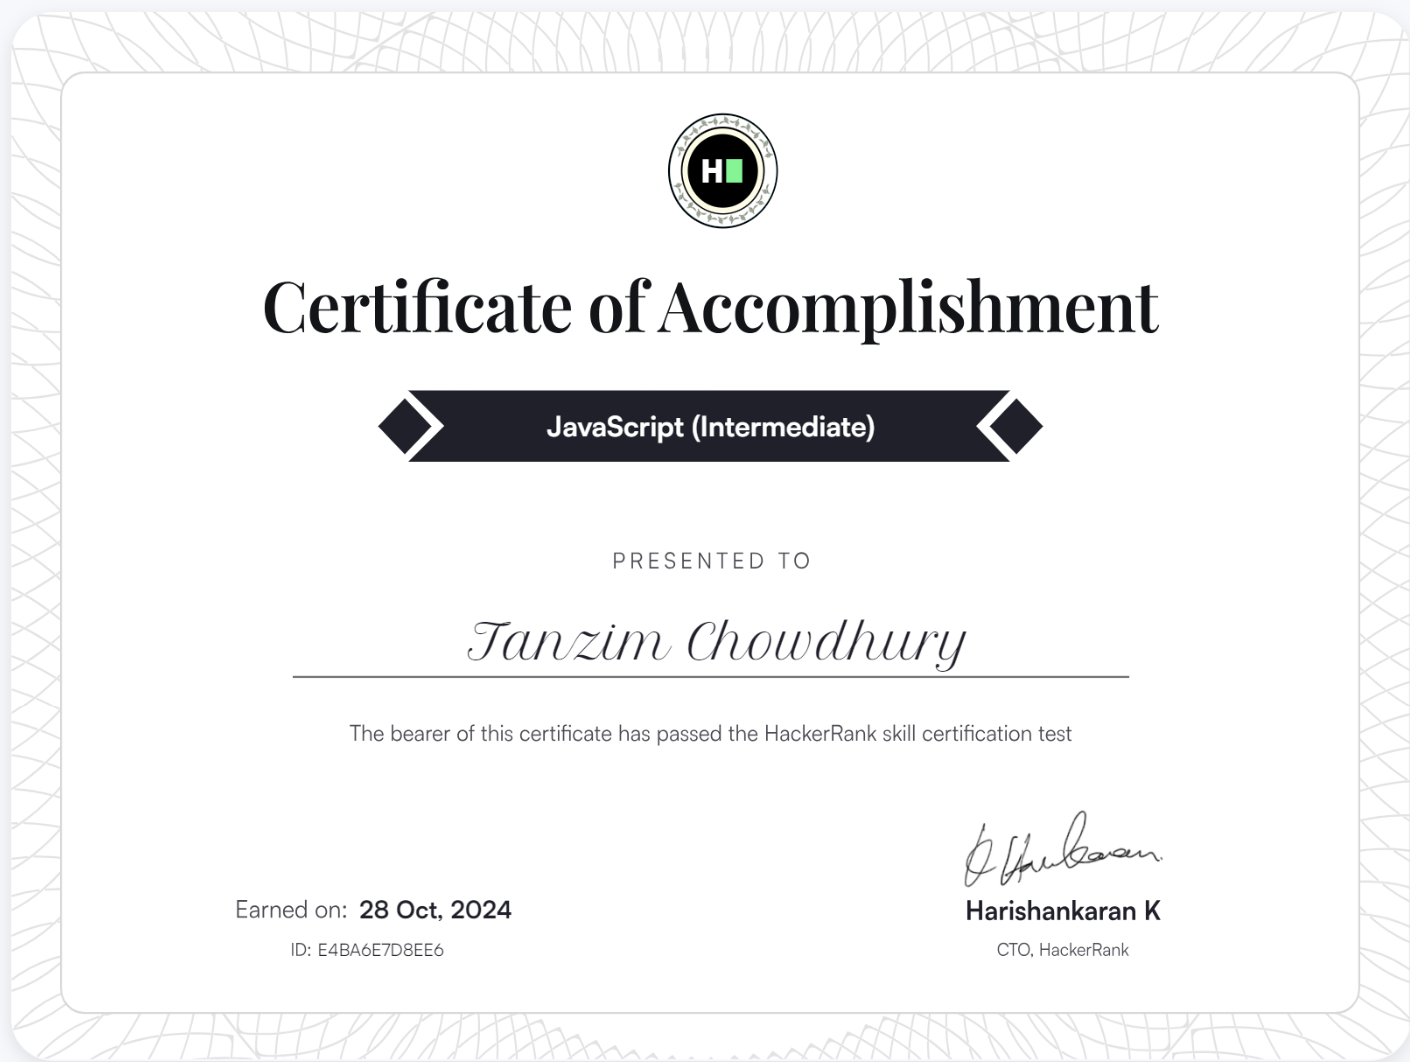 H
Certificate of Accomplishment
JavaScript (Intermediate)
PRESENTED TO
Tanzim Chowdhury
The bearer of this certificate has passed the HackerRank skill certification test
Earned on: 28 Oct, 2024
ID: E4BA6E7D8EE6
Harishankaran K
CTO, HackerRank